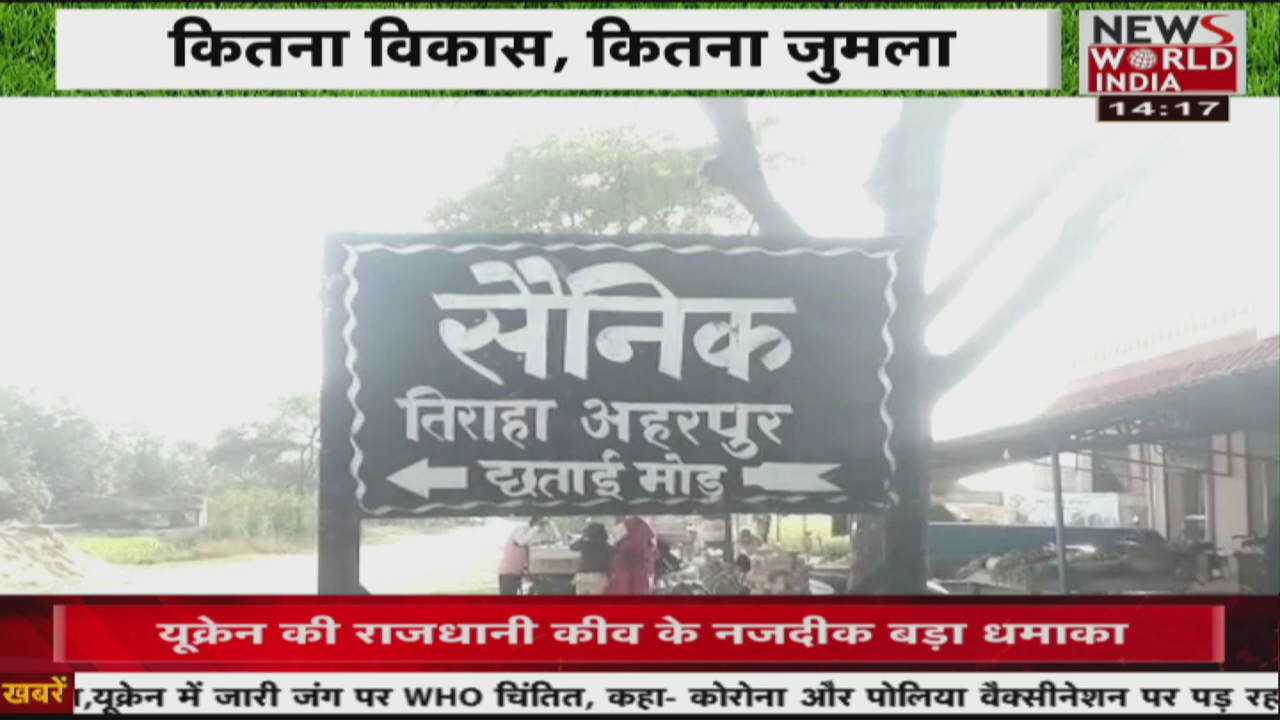 कितना विकास, कितना जुमला
NEWS
WORLD
INDIA
14:17
सैनिक
तिराहा अहरपुर
छताई मोड़
यूक्रेन की राजधानी कीव के नजदीक बड़ा धमाका
खबरें
,यूक्रेन में जारी जंग पर WHO चिंतित, कहा- कोरोना और पोलिया वैक्सीनेशन पर पड़